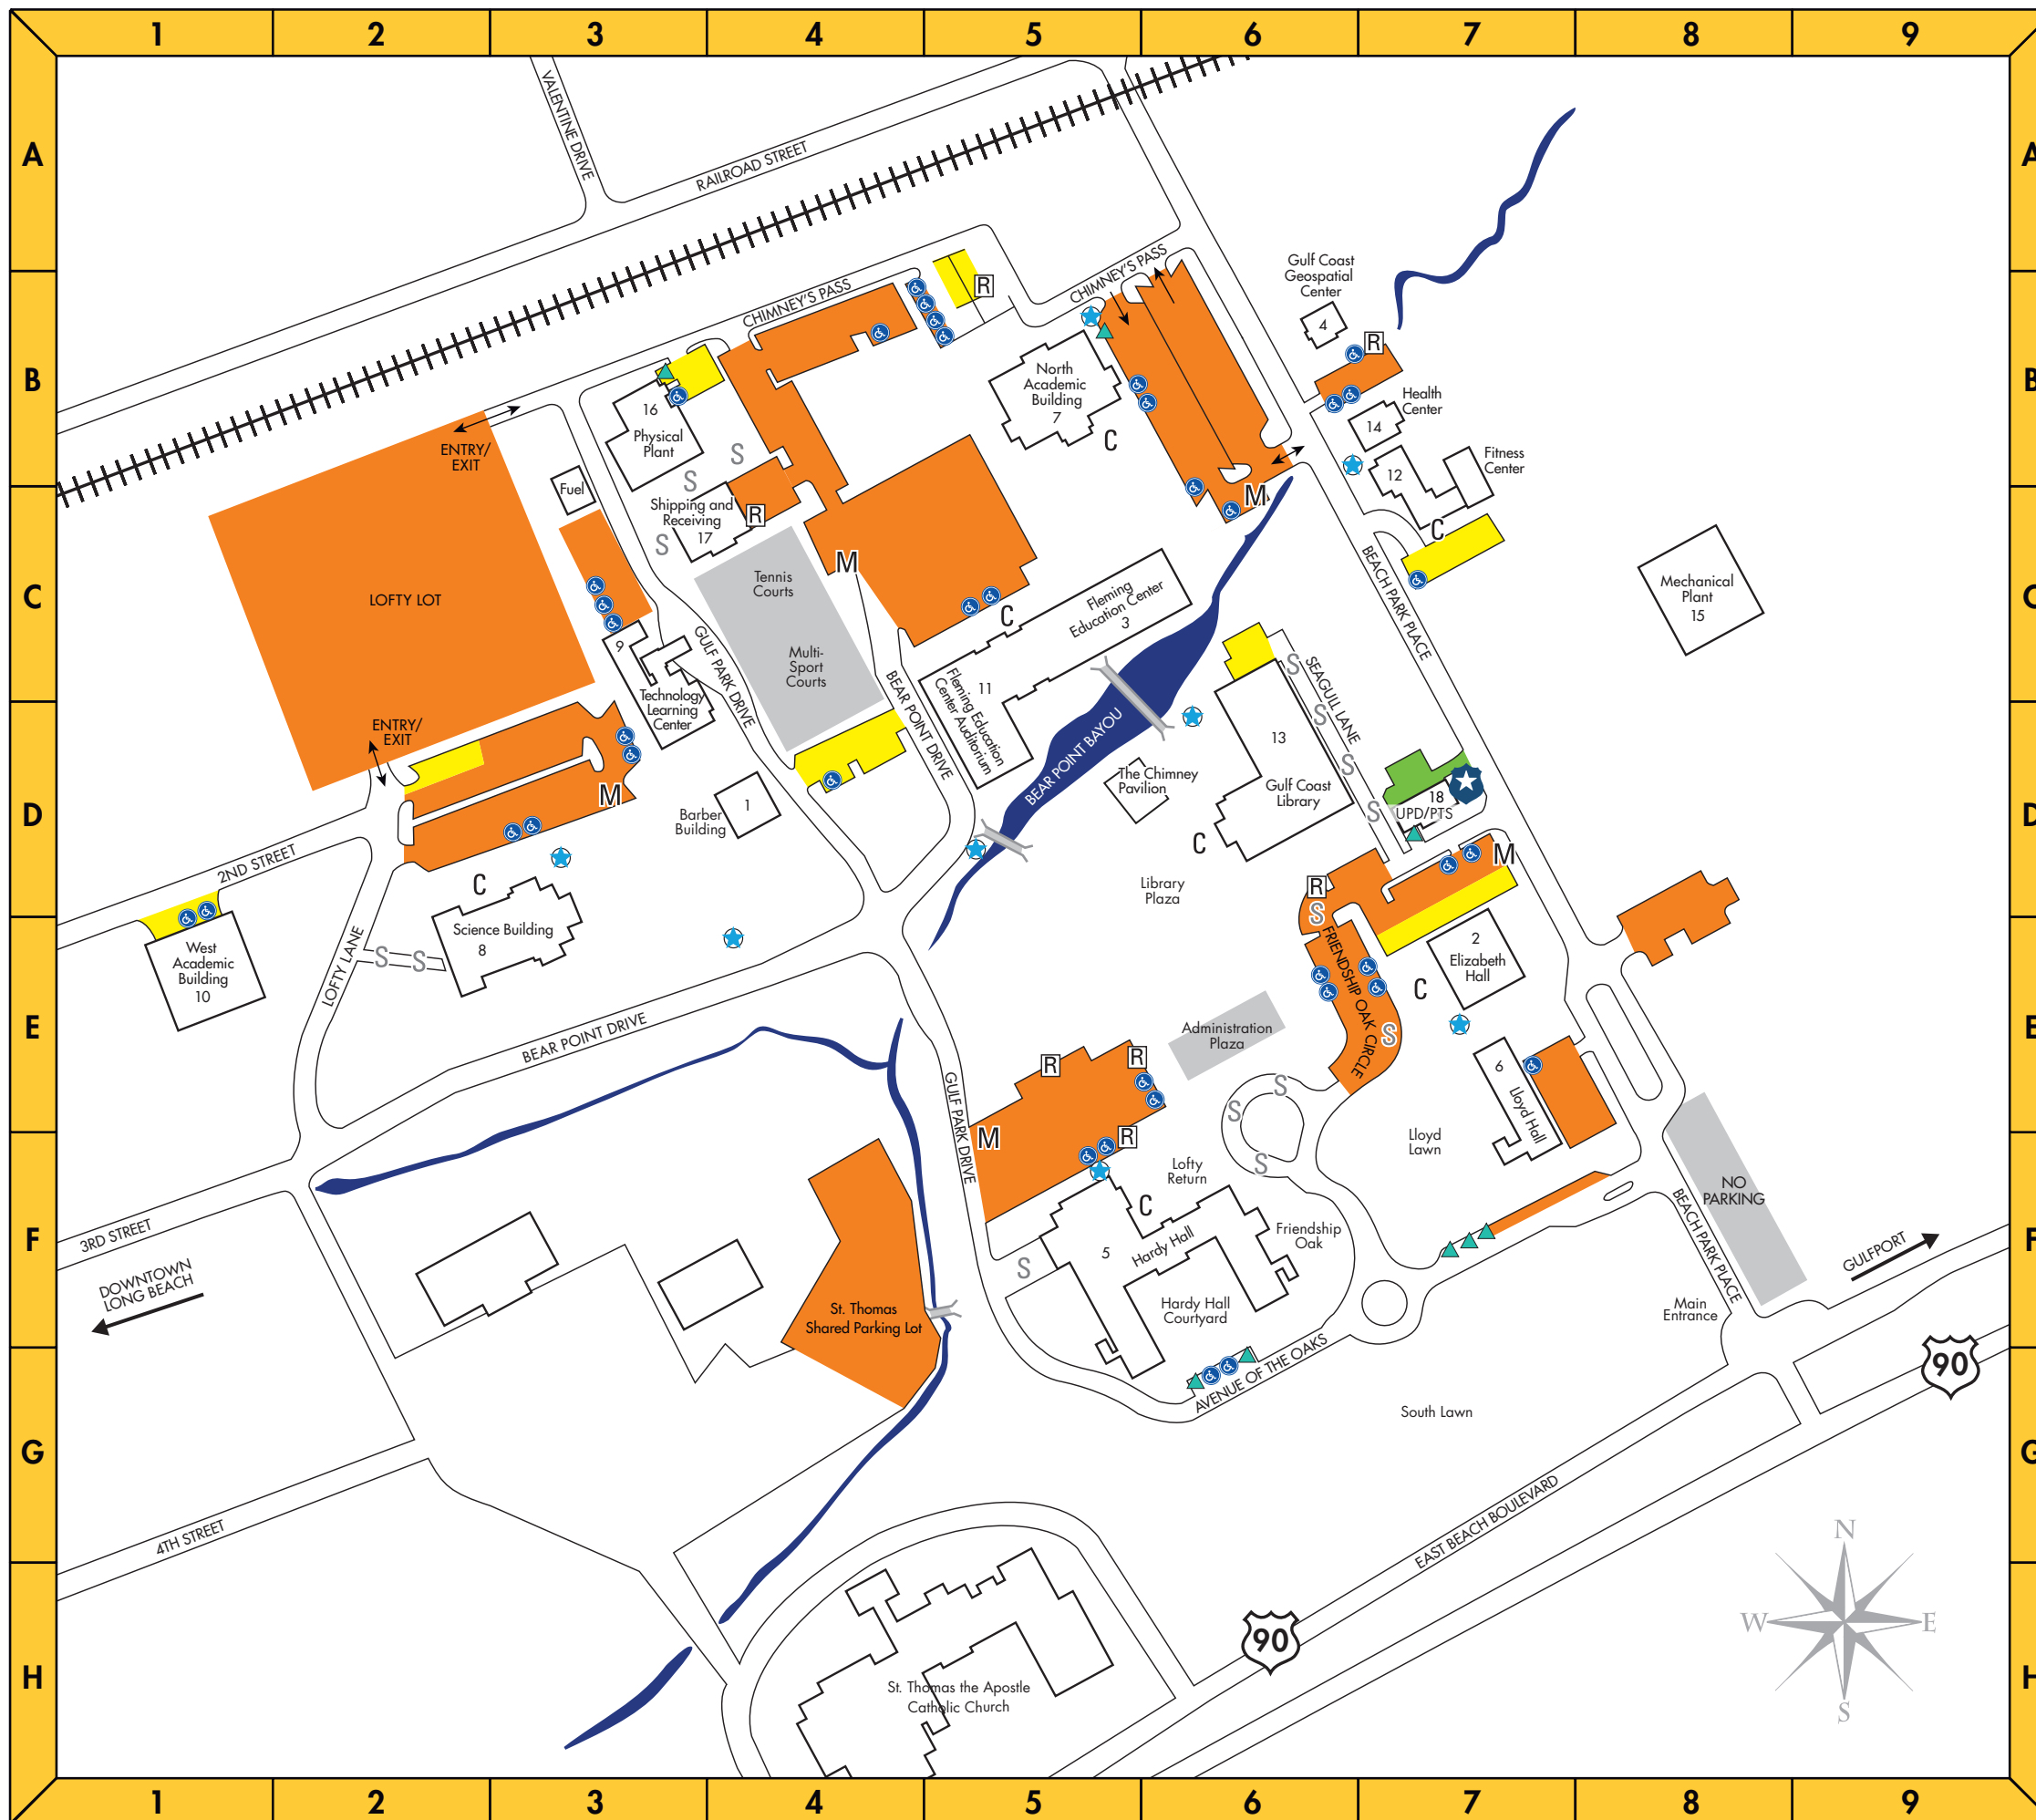 1 2 3 4 5 6 7 8 9
A
A
VALENTINE DRIVE
RAILROAD STREET
CHIMNEY'S PASS
CHIMNEY'S PASS
R
Gulf Coast
Geospatial
Center
4
R
B
B
North
Academic
Building
7
C
16
Physical
Plant
S
S
Health
Center
14
12
Fitness
Center
C
ENTRY/
EXIT
Fuel
Shipping and
Receiving
17
R
S
M
M
C
C
LOFTY LOT
Tennis
Courts
Multi-
Sport
Courts
C
Fleming
Education Center
3
BEACH PARK PLACE
Mechanical
Plant
15
9
Technology
Learning
Center
GULF PARK DRIVE
BEAR POINT DRIVE
11
Fleming Education
Center Auditorium
BEAR POINT BAYOU
The Chimney
Pavilion
13
Gulf Coast
Library
C
SEAGULL LANE
S
S
S
S
D
D
ENTRY/
EXIT
M
1
Barber
Building
18
UPD/PTS
M
2ND STREET
C
Library
Plaza
R
S
West
Academic
Building
10
LOFTY LANE
S
S
Science Building
8
FRIENDSHIP OAK CIRCLE
S
2
Elizabeth
Hall
C
E
E
BEAR POINT DRIVE
Administration
Plaza
R
R
R
M
GULF PARK DRIVE
S
S
S
6
Lloyd Hall
Lloyd
Lawn
NO
PARKING
F
F
3RD STREET
DOWNTOWN
LONG BEACH
Lofty
Return
C
5
Hardy Hall
Friendship
Oak
S
Hardy Hall
Courtyard
St. Thomas
Shared Parking Lot
BEACH PARK PLACE
Main
Entrance
GULFPORT
90
AVENUE OF THE OAKS
South Lawn
G
G
4TH STREET
EAST BEACH BOULEVARD
90
H
H
St. Thomas the Apostle
Catholic Church
N
W
E
S
1 2 3 4 5 6 7 8 9